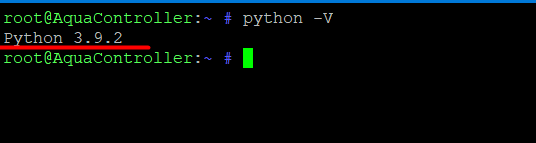 root@AquaController:~ # python -V
Python 3.9.2
root@AquaController:~ #